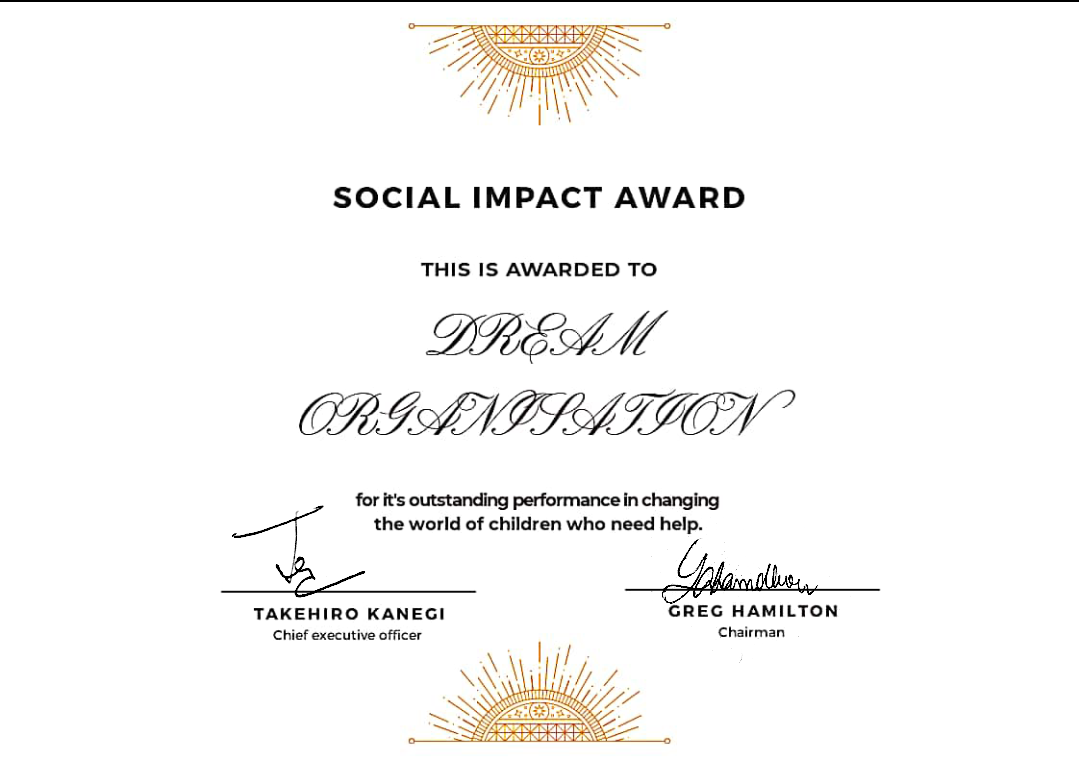 SOCIAL IMPACT AWARD
THIS IS AWARDED TO
DREAM
ORGANISATION
for it's outstanding performance in changing
the world of children who need help.
TAKEHIRO KANEGI
Chief executive officer
GREG HAMILTON
Chairman